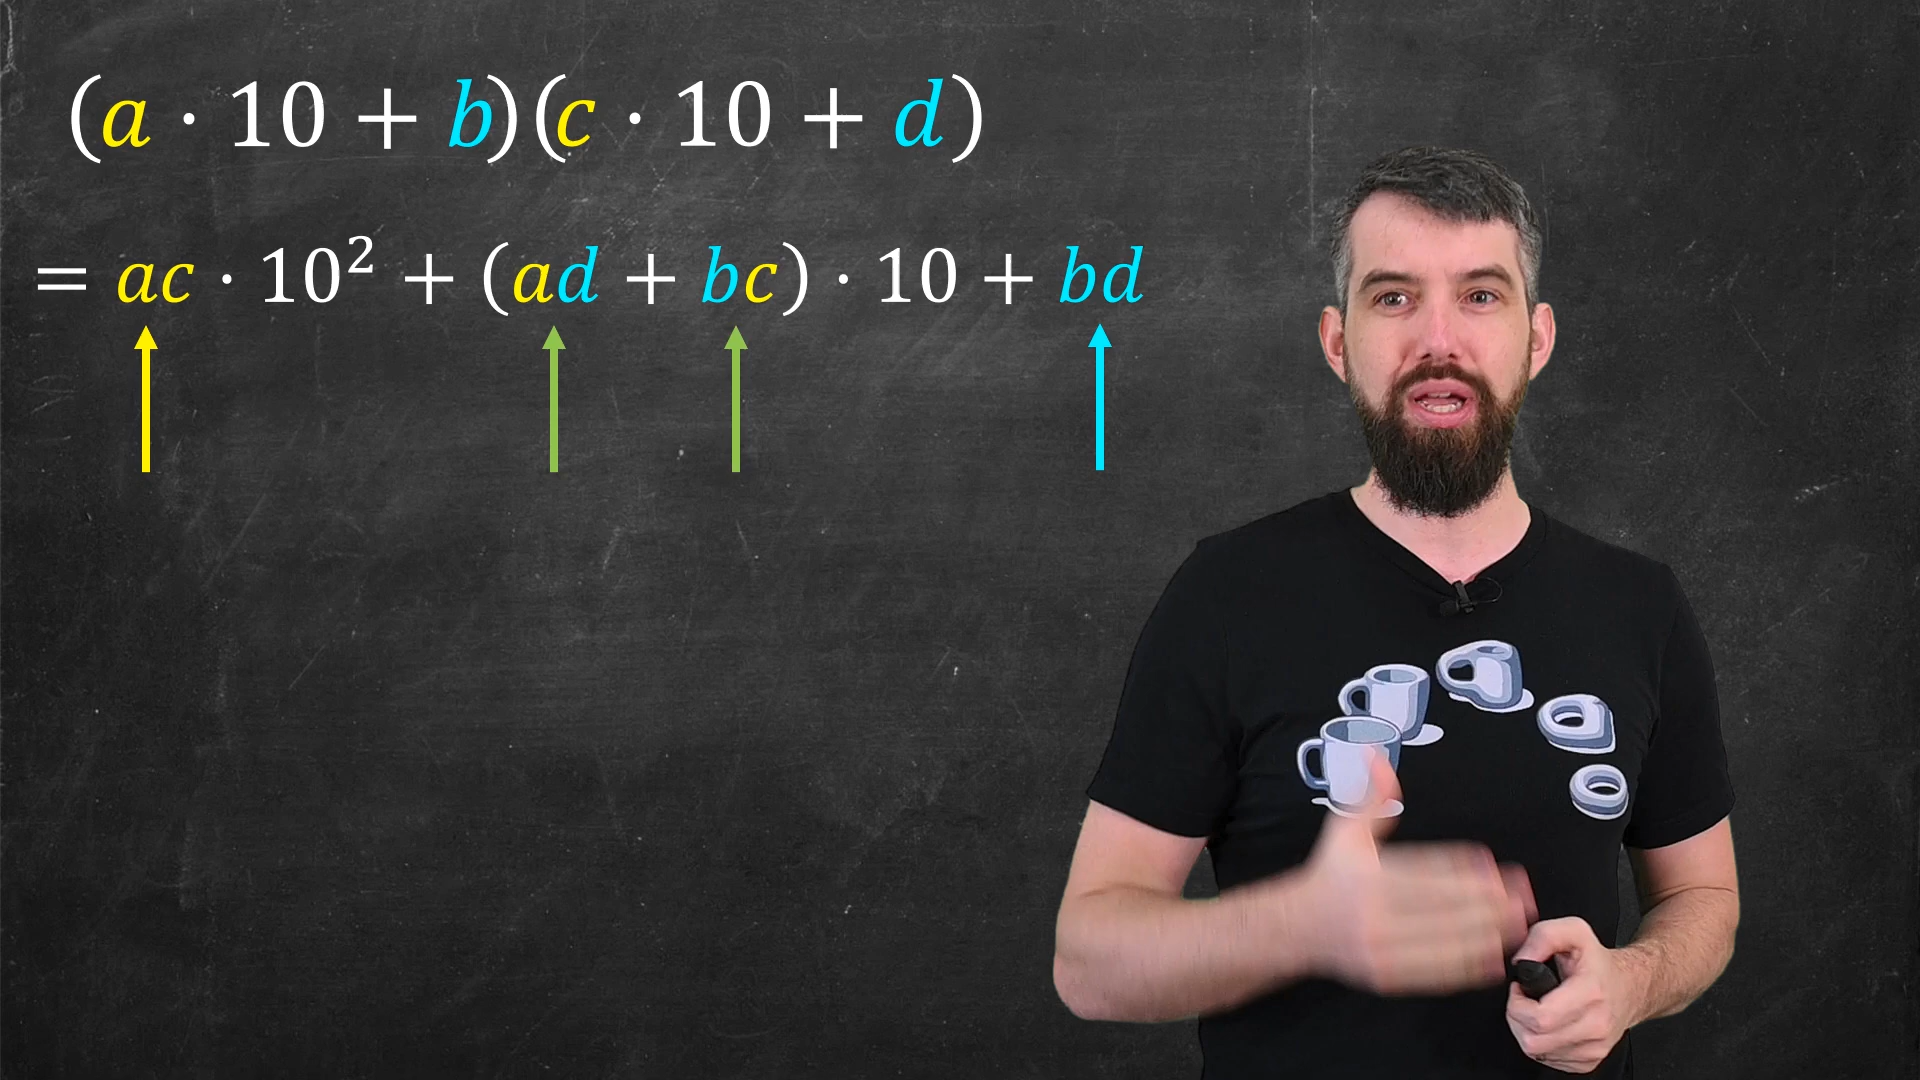 (a · 10 + b)(c · 10 + d)
= ac · 10² + (ad + bc) · 10 + bd